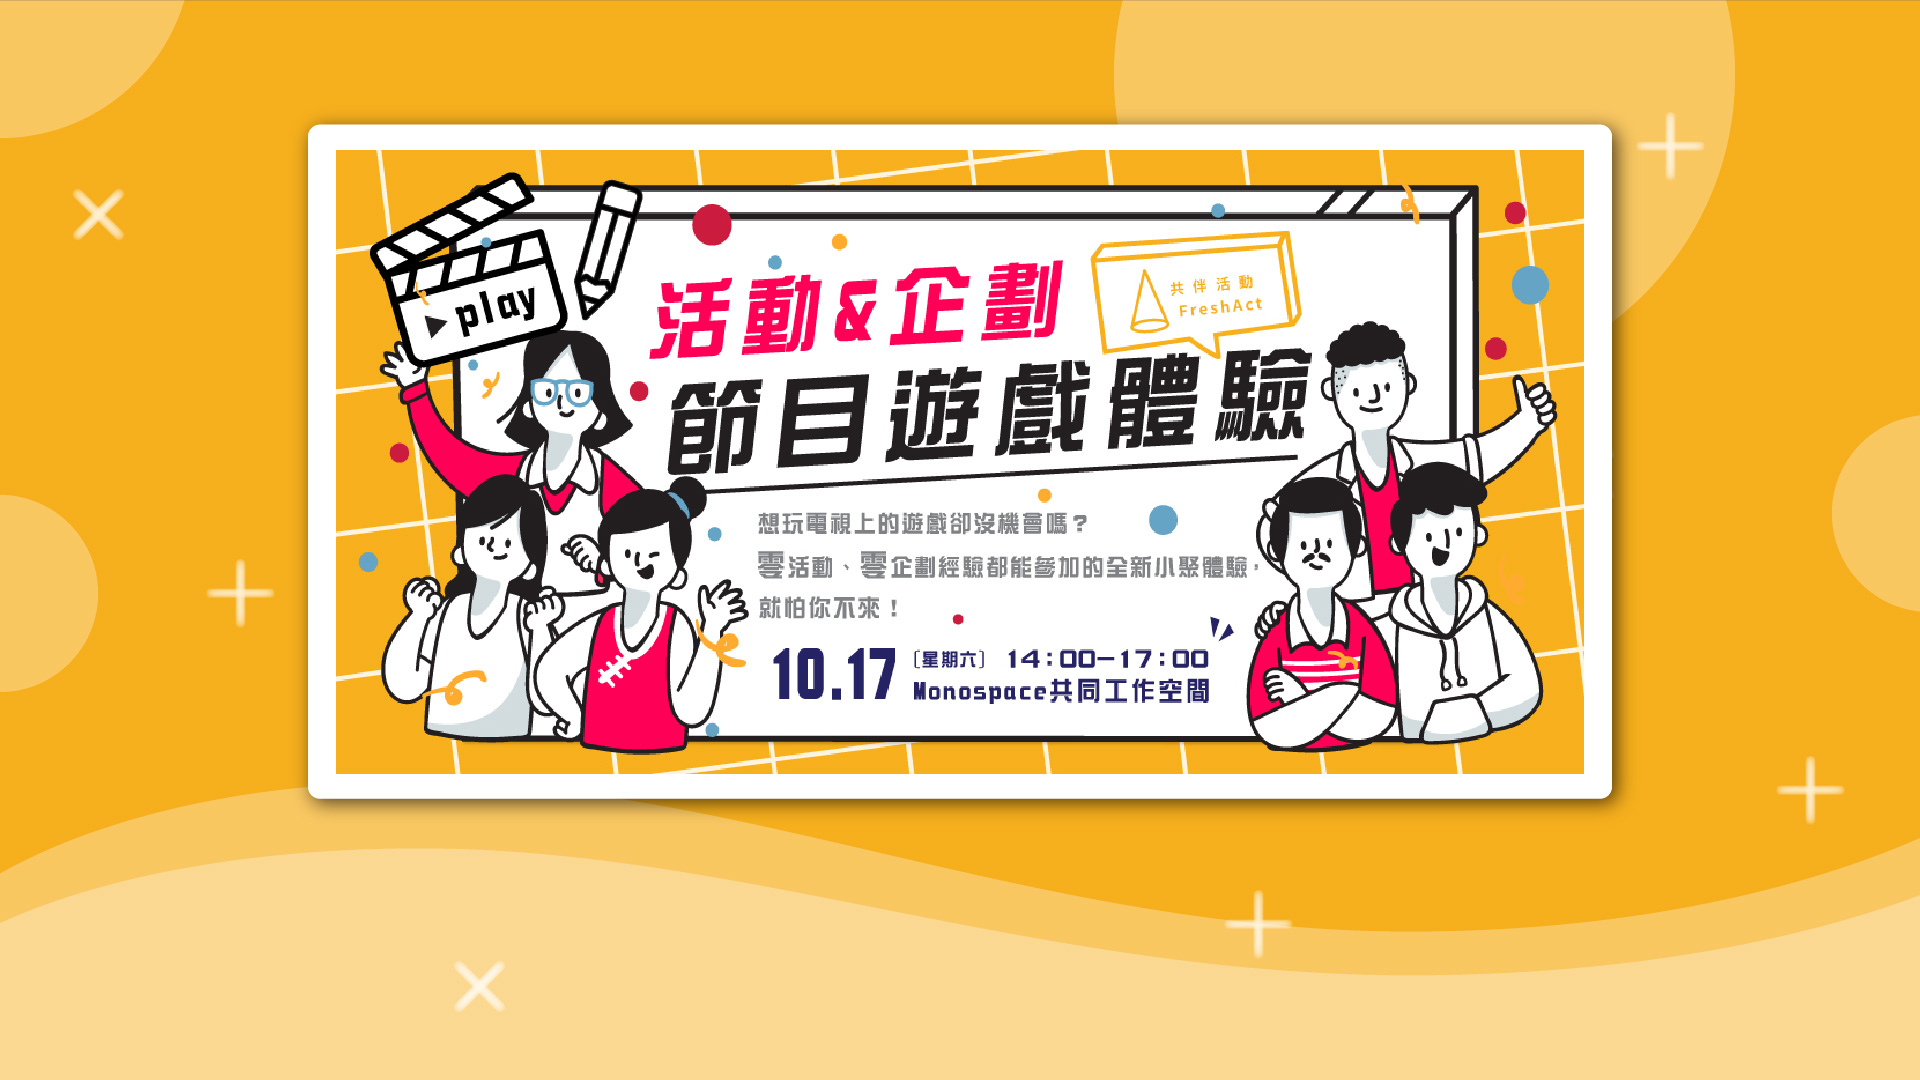 play
活動&企劃
共伴活動
FreshAct
節目遊戲體驗
想玩電視上的遊戲卻沒機會嗎？
零活動、零企劃經驗都能參加的全新小聚體驗，
就怕你不來！
10.17 [星期六] 14:00-17:00
Monospace共同工作空間